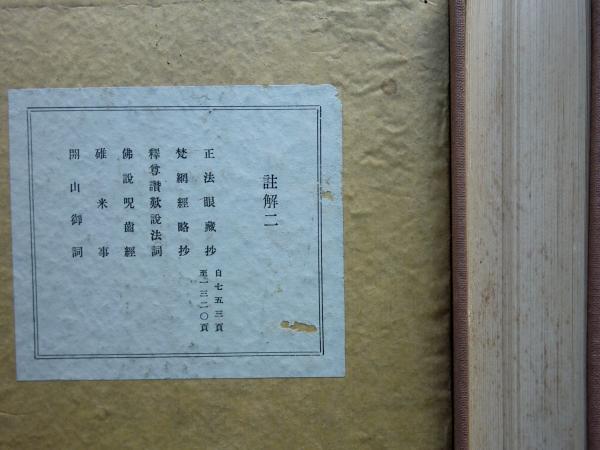 註解二
正法眼藏抄
自七五三頁
至一三二〇頁
梵網經略抄
釋尊讃歎説法詞
佛説呪齒經
碓米事
開山御詞